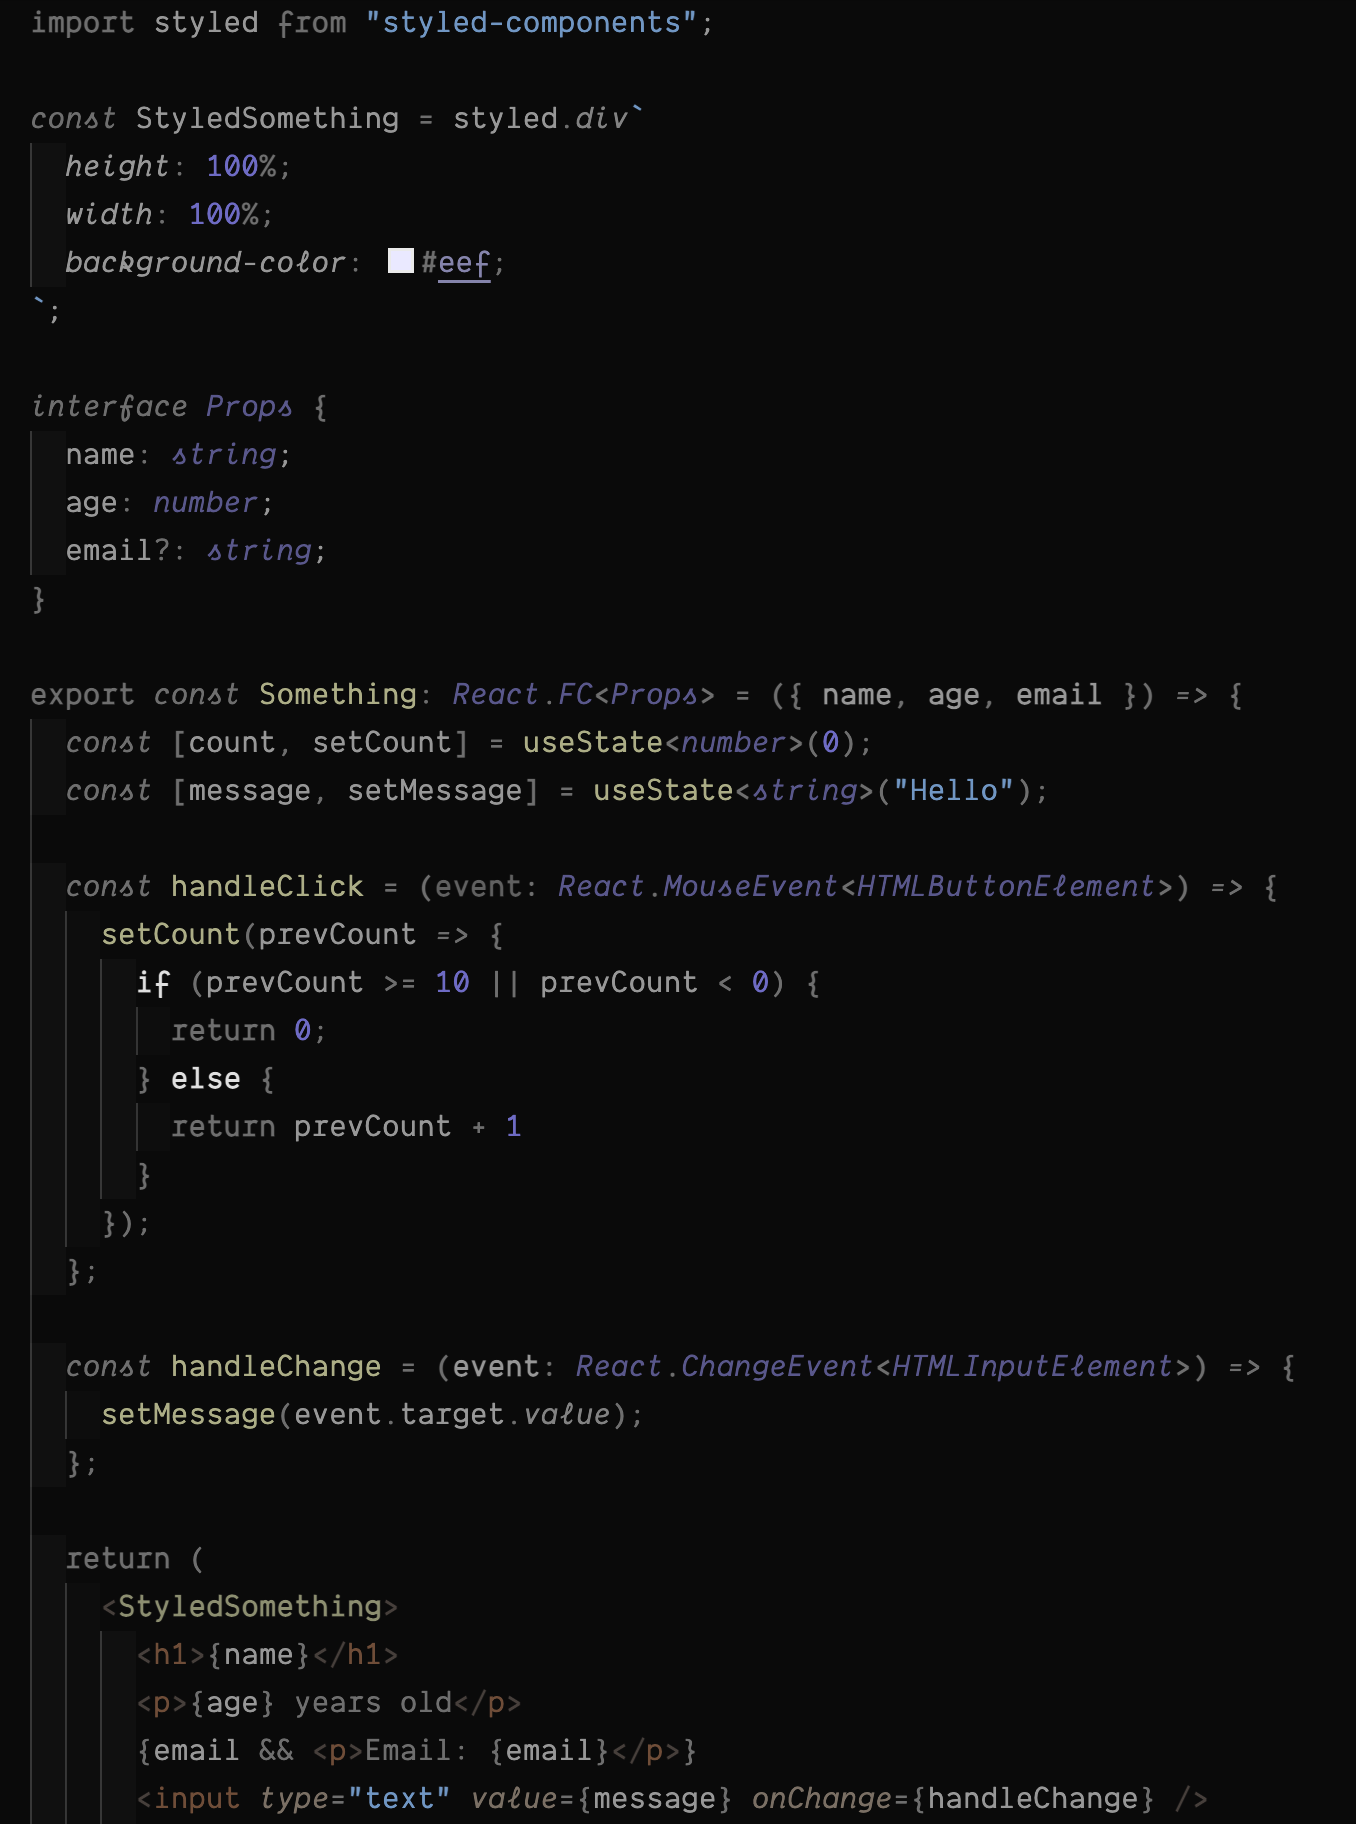 import styled from "styled-components";
const StyledSomething = styled.div`
height: 100%;
width: 100%;
background-color: #eef;
`;
interface Props {
name: string;
age: number;
email?: string;
}
export const Something: React.FC<Props> = ({ name, age, email }) => {
const [count, setCount] = useState<number>(0);
const [message, setMessage] = useState<string>("Hello");
const handleClick = (event: React.MouseEvent<HTMLButtonElement>) => {
setCount(prevCount => {
if (prevCount >= 10 || prevCount < 0) {
return 0;
} else {
return prevCount + 1
}
});
};
const handleChange = (event: React.ChangeEvent<HTMLInputElement>) => {
setMessage(event.target.value);
};
return (
<StyledSomething>
<h1>{name}</h1>
<p>{age} years old</p>
{email && <p>Email: {email}</p>}
<input type="text" value={message} onChange={handleChange} />